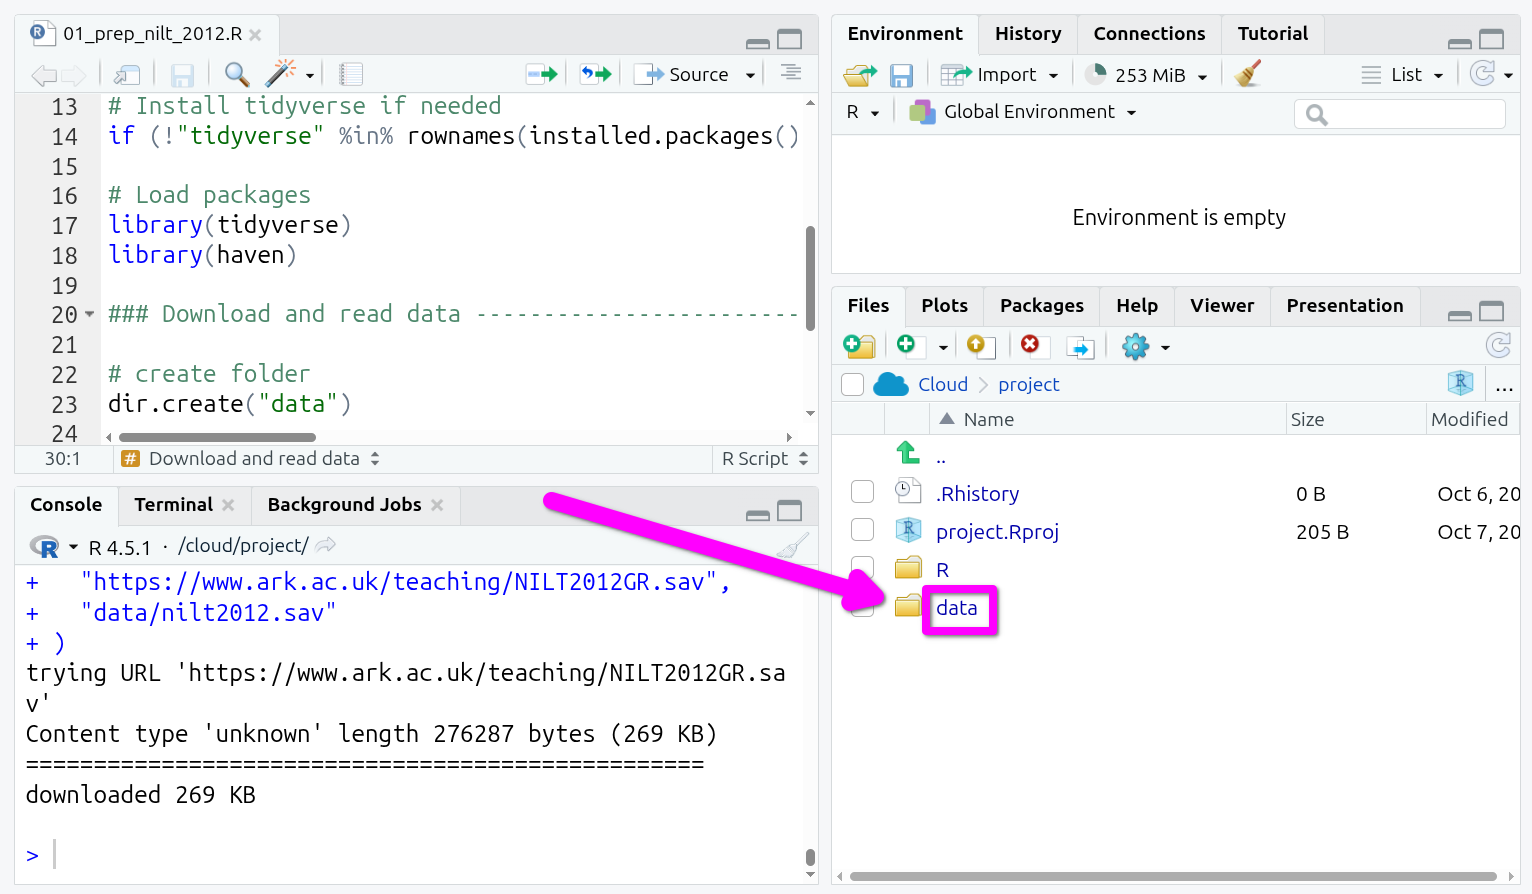 01_prep_nilt_2012.R
Source
13 # Install tidyverse if needed
14 if (!"tidyverse" %in% rownames(installed.packages()
15
16 # Load packages
17 library(tidyverse)
18 library(haven)
19
20 ### Download and read data ------------------------
21
22 # create folder
23 dir.create("data")
24
30:1 # Download and read data R Script
Console Terminal Background Jobs
R R 4.5.1 · /cloud/project/
+   "https://www.ark.ac.uk/teaching/NILT2012GR.sav",
+   "data/nilt2012.sav"
+ )
trying URL 'https://www.ark.ac.uk/teaching/NILT2012GR.sa
v'
Content type 'unknown' length 276287 bytes (269 KB)
==================================================
downloaded 269 KB
>
Environment History Connections Tutorial
Import 253 MiB List
R Global Environment
Environment is empty
Files Plots Packages Help Viewer Presentation
Cloud project R ...
Name Size Modified
..
.Rhistory 0 B Oct 6, 20
project.Rproj 205 B Oct 7, 20
R
data